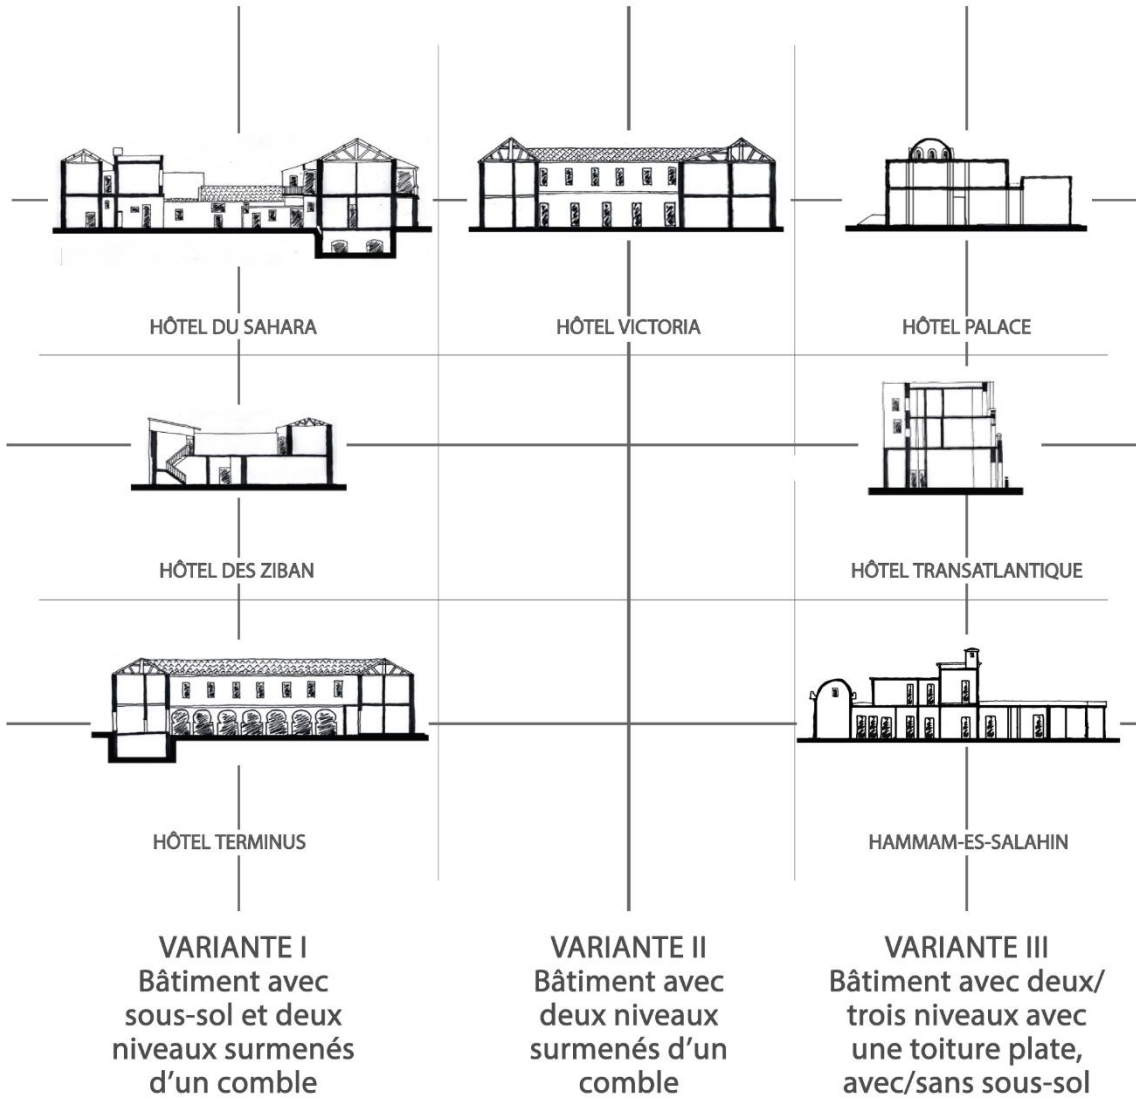 HÔTEL DU SAHARA
HÔTEL VICTORIA
HÔTEL PALACE
HÔTEL DES ZIBAN
HÔTEL TRANSATLANTIQUE
HÔTEL TERMINUS
HAMMAM-ES-SALAHIN
VARIANTE I
Bâtiment avec
sous-sol et deux
niveaux surmenés
d'un comble
VARIANTE II
Bâtiment avec
deux niveaux
surmenés d'un
comble
VARIANTE III
Bâtiment avec deux/
trois niveaux avec
une toiture plate,
avec/sans sous-sol